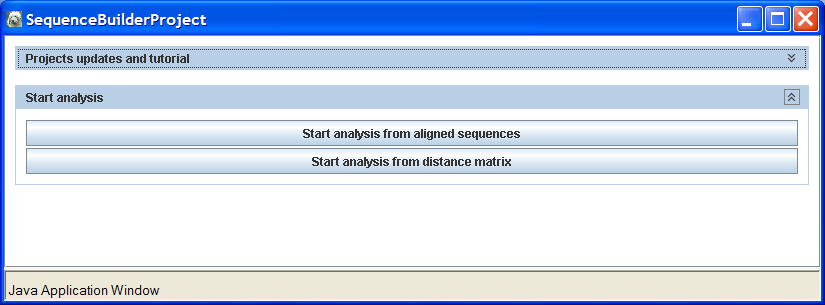 SequenceBuilderProject
Projects updates and tutorial
Start analysis
Start analysis from aligned sequences
Start analysis from distance matrix
Java Application Window